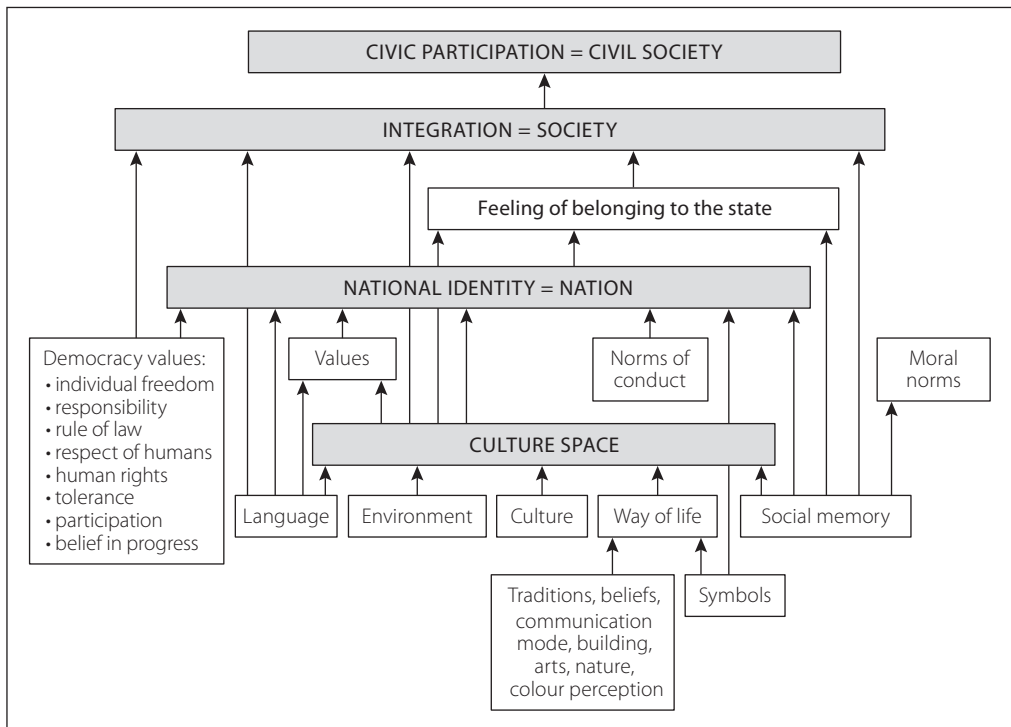 CIVIC PARTICIPATION = CIVIL SOCIETY
INTEGRATION = SOCIETY
Feeling of belonging to the state
NATIONAL IDENTITY = NATION
Democracy values:
• individual freedom
• responsibility
• rule of law
• respect of humans
• human rights
• tolerance
• participation
• belief in progress
Values
Norms of
conduct
Moral
norms
CULTURE SPACE
Language
Environment
Culture
Way of life
Social memory
Traditions, beliefs,
communication
mode, building,
arts, nature,
colour perception
Symbols